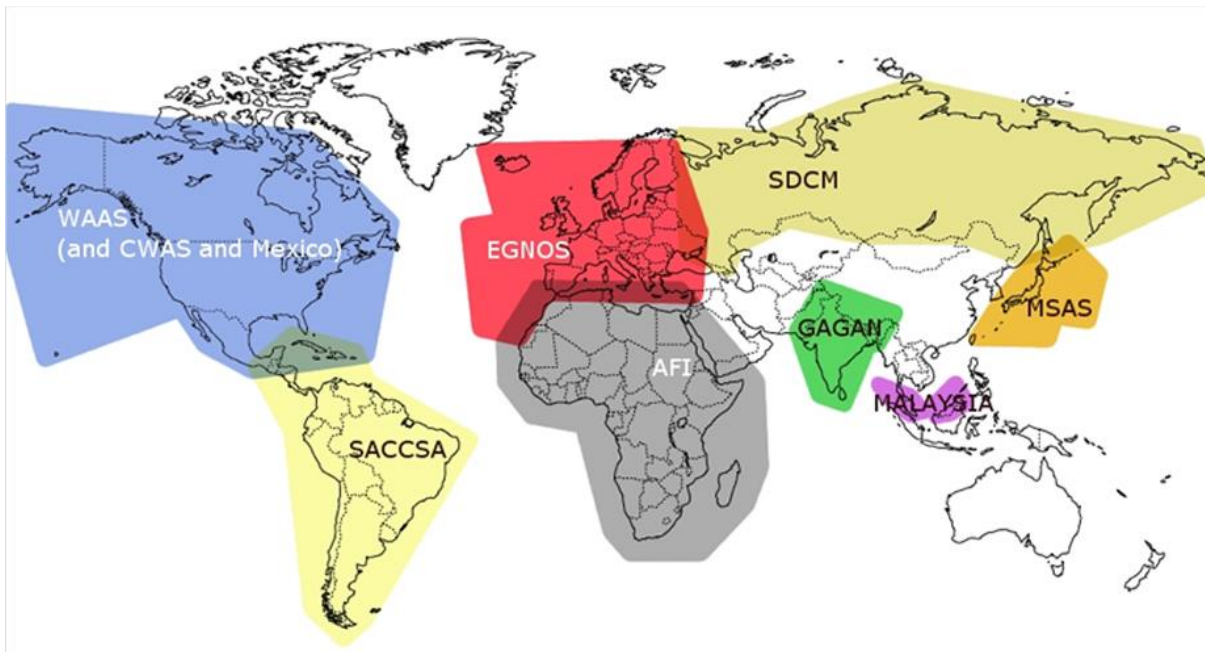 SDCM
WAAS
(and CWAS and Mexico)
EGNOS
MSAS
GAGAN
AFI
MALAYSIA
SACCSA